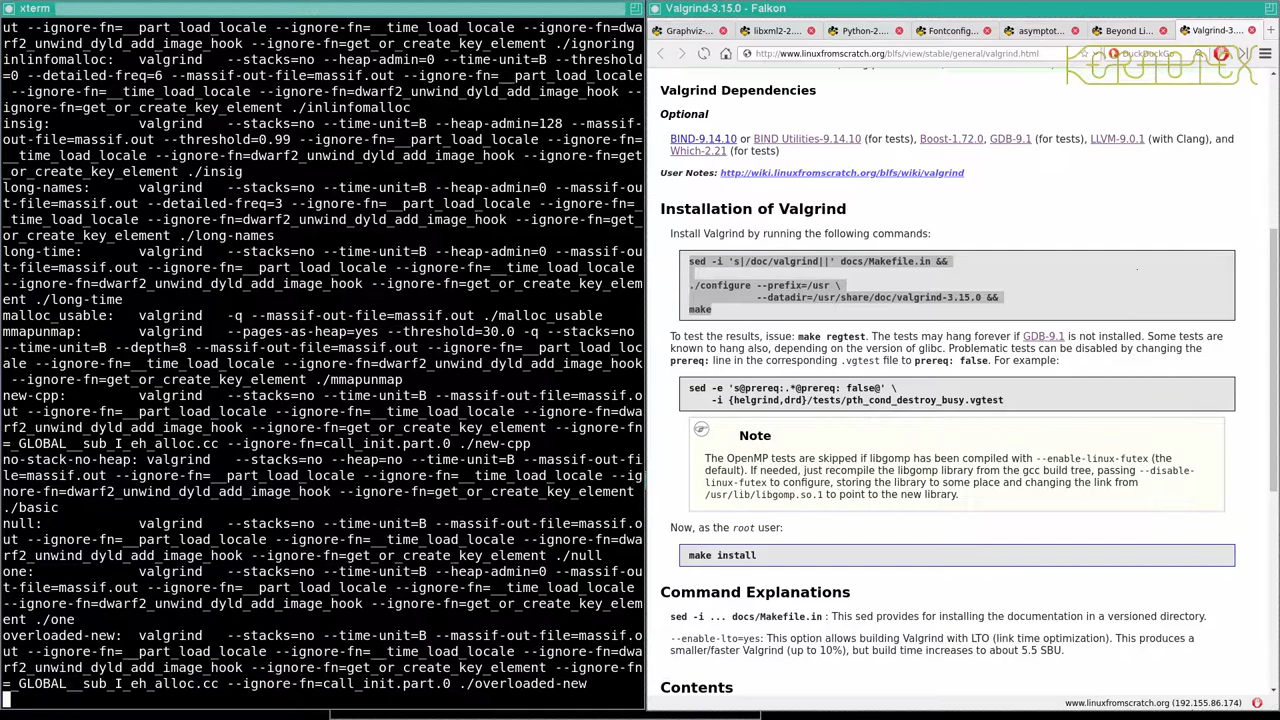 xterm
ut --ignore-fn=__part_load_locale --ignore-fn=__time_load_locale --ignore-fn=dwa
rf2_unwind_dyld_add_image_hook --ignore-fn=get_or_create_key_element ./ignoring
inlinfomalloc:    valgrind   --stacks=no --heap-admin=0 --time-unit=B --threshold
=0 --detailed-freq=6 --massif-out-file=massif.out --ignore-fn=__part_load_locale
 --ignore-fn=__time_load_locale --ignore-fn=dwarf2_unwind_dyld_add_image_hook --
ignore-fn=get_or_create_key_element ./inlinfomalloc
insig:           valgrind   --stacks=no --time-unit=B --heap-admin=128 --massif-
out-file=massif.out --threshold=0.99 --ignore-fn=__part_load_locale --ignore-fn=
__time_load_locale --ignore-fn=dwarf2_unwind_dyld_add_image_hook --ignore-fn=get
_or_create_key_element ./insig
long-names:      valgrind   --stacks=no --time-unit=B --heap-admin=0 --massif-ou
t-file=massif.out --detailed-freq=3 --ignore-fn=__part_load_locale --ignore-fn=_
_time_load_locale --ignore-fn=dwarf2_unwind_dyld_add_image_hook --ignore-fn=get_
or_create_key_element ./long-names
long-time:       valgrind   --stacks=no --time-unit=B --heap-admin=0 --massif-ou
t-file=massif.out --ignore-fn=__part_load_locale --ignore-fn=__time_load_locale
--ignore-fn=dwarf2_unwind_dyld_add_image_hook --ignore-fn=get_or_create_key_elem
ent ./long-time
malloc_usable:   valgrind   -q --massif-out-file=massif.out ./malloc_usable
mmapunmap:       valgrind   --pages-as-heap=yes --threshold=30.0 -q --stacks=no
--time-unit=B --depth=8 --massif-out-file=massif.out --ignore-fn=__part_load_loc
ale --ignore-fn=__time_load_locale --ignore-fn=dwarf2_unwind_dyld_add_image_hook
 --ignore-fn=get_or_create_key_element ./mmapunmap
new-cpp:         valgrind   --stacks=no --time-unit=B --heap-admin=0 --massif-o
ut --ignore-fn=__part_load_locale --ignore-fn=__time_load_locale --ignore-fn=dwa
rf2_unwind_dyld_add_image_hook --ignore-fn=get_or_create_key_element --ignore-fn
=_GLOBAL__sub_I_eh_alloc.cc --ignore-fn=call_init.part.0 ./new-cpp
no-stack-no-heap: valgrind   --stacks=no --heap=no --time-unit=B --massif-out-fi
le=massif.out --ignore-fn=__part_load_locale --ignore-fn=__time_load_locale --ig
nore-fn=dwarf2_unwind_dyld_add_image_hook --ignore-fn=get_or_create_key_element
./basic
null:            valgrind   --stacks=no --time-unit=B --massif-out-file=massif.o
ut --ignore-fn=__part_load_locale --ignore-fn=__time_load_locale --ignore-fn=dwa
rf2_unwind_dyld_add_image_hook --ignore-fn=get_or_create_key_element ./null
one:             valgrind   --stacks=no --time-unit=B --heap-admin=0 --massif-o
ut-file=massif.out --ignore-fn=__part_load_locale --ignore-fn=__time_load_locale
--ignore-fn=dwarf2_unwind_dyld_add_image_hook --ignore-fn=get_or_create_key_elem
ent ./one
overloaded-new:  valgrind   --stacks=no --time-unit=B --massif-out-file=massif.o
ut --ignore-fn=__part_load_locale --ignore-fn=__time_load_locale --ignore-fn=dwa
rf2_unwind_dyld_add_image_hook --ignore-fn=get_or_create_key_element --ignore-fn
=_GLOBAL__sub_I_eh_alloc.cc --ignore-fn=call_init.part.0 ./overloaded-new
Valgrind-3.15.0 - Falkon
Graphviz-... libxml2-2.... Python-2.... Fontconfig... asymptot... Beyond Li... Valgrind-3....
http://www.linuxfromscratch.org/blfs/view/stable/general/valgrind.html DuckDuckGo
Valgrind Dependencies
Optional
BIND-9.14.10 or BIND Utilities-9.14.10 (for tests), Boost-1.72.0, GDB-9.1 (for tests), LLVM-9.0.1 (with Clang), and
Which-2.21 (for tests)
User Notes: http://wiki.linuxfromscratch.org/blfs/wiki/valgrind
Installation of Valgrind
Install Valgrind by running the following commands:
sed -i 's|/doc/valgrind||' docs/Makefile.in &&
./configure --prefix=/usr \
--datadir=/usr/share/doc/valgrind-3.15.0 &&
make
To test the results, issue: make regtest. The tests may hang forever if GDB-9.1 is not installed. Some tests are
known to hang also, depending on the version of glibc. Problematic tests can be disabled by changing the
prereq: line in the corresponding .vgtest file to prereq: false. For example:
sed -e 's@prereq:.*@prereq: false@' \
-i {helgrind,drd}/tests/pth_cond_destroy_busy.vgtest
Note
The OpenMP tests are skipped if libgomp has been compiled with --enable-linux-futex (the
default). If needed, just recompile the libgomp library from the gcc build tree, passing --disable-
linux-futex to configure, storing the library to some place and changing the link from
/usr/lib/libgomp.so.1 to point to the new library.
Now, as the root user:
make install
Command Explanations
sed -i ... docs/Makefile.in : This sed provides for installing the documentation in a versioned directory.
--enable-lto=yes: This option allows building Valgrind with LTO (link time optimization). This produces a
smaller/faster Valgrind (up to 10%), but build time increases to about 5.5 SBU.
Contents
www.linuxfromscratch.org (192.155.86.174)